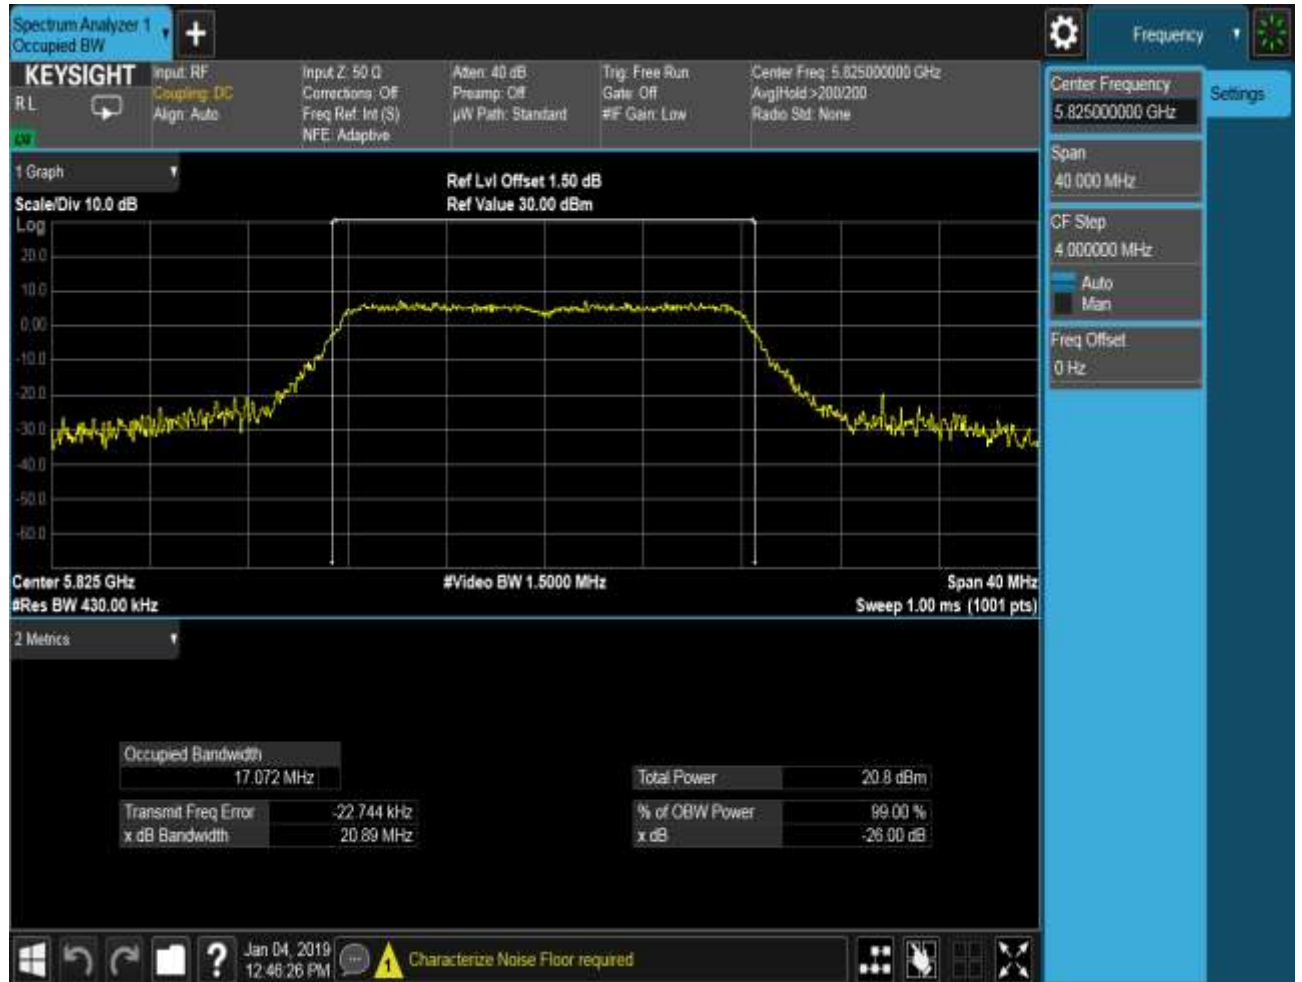 Spectrum Analyzer 1
Occupied BW
Frequency
KEYSIGHT
R L
Input: RF
Coupling: DC
Align: Auto
Input Z: 50 Ω
Corrections: Off
Freq Ref: Int (S)
NFE: Adaptive
Atten: 40 dB
Preamp: Off
µW Path: Standard
Trig: Free Run
Gate: Off
#IF Gain: Low
Center Freq: 5.825000000 GHz
Avg|Hold:>200/200
Radio Std: None
Center Frequency
5.825000000 GHz
Settings
Span
40.000 MHz
CF Step
4.000000 MHz
Auto
Man
Freq Offset
0 Hz
1 Graph
Scale/Div 10.0 dB
Ref Lvl Offset 1.50 dB
Ref Value 30.00 dBm
Log
20.0
10.0
0.00
-10.0
-20.0
-30.0
-40.0
-50.0
-60.0
Center 5.825 GHz
#Video BW 1.5000 MHz
Span 40 MHz
#Res BW 430.00 kHz
Sweep 1.00 ms (1001 pts)
2 Metrics
Occupied Bandwidth
17.072 MHz
Total Power 20.8 dBm
Transmit Freq Error -22.744 kHz
% of OBW Power 99.00 %
x dB Bandwidth 20.89 MHz
x dB -26.00 dB
?
Jan 04, 2019
12:46:26 PM
1
Characterize Noise Floor required